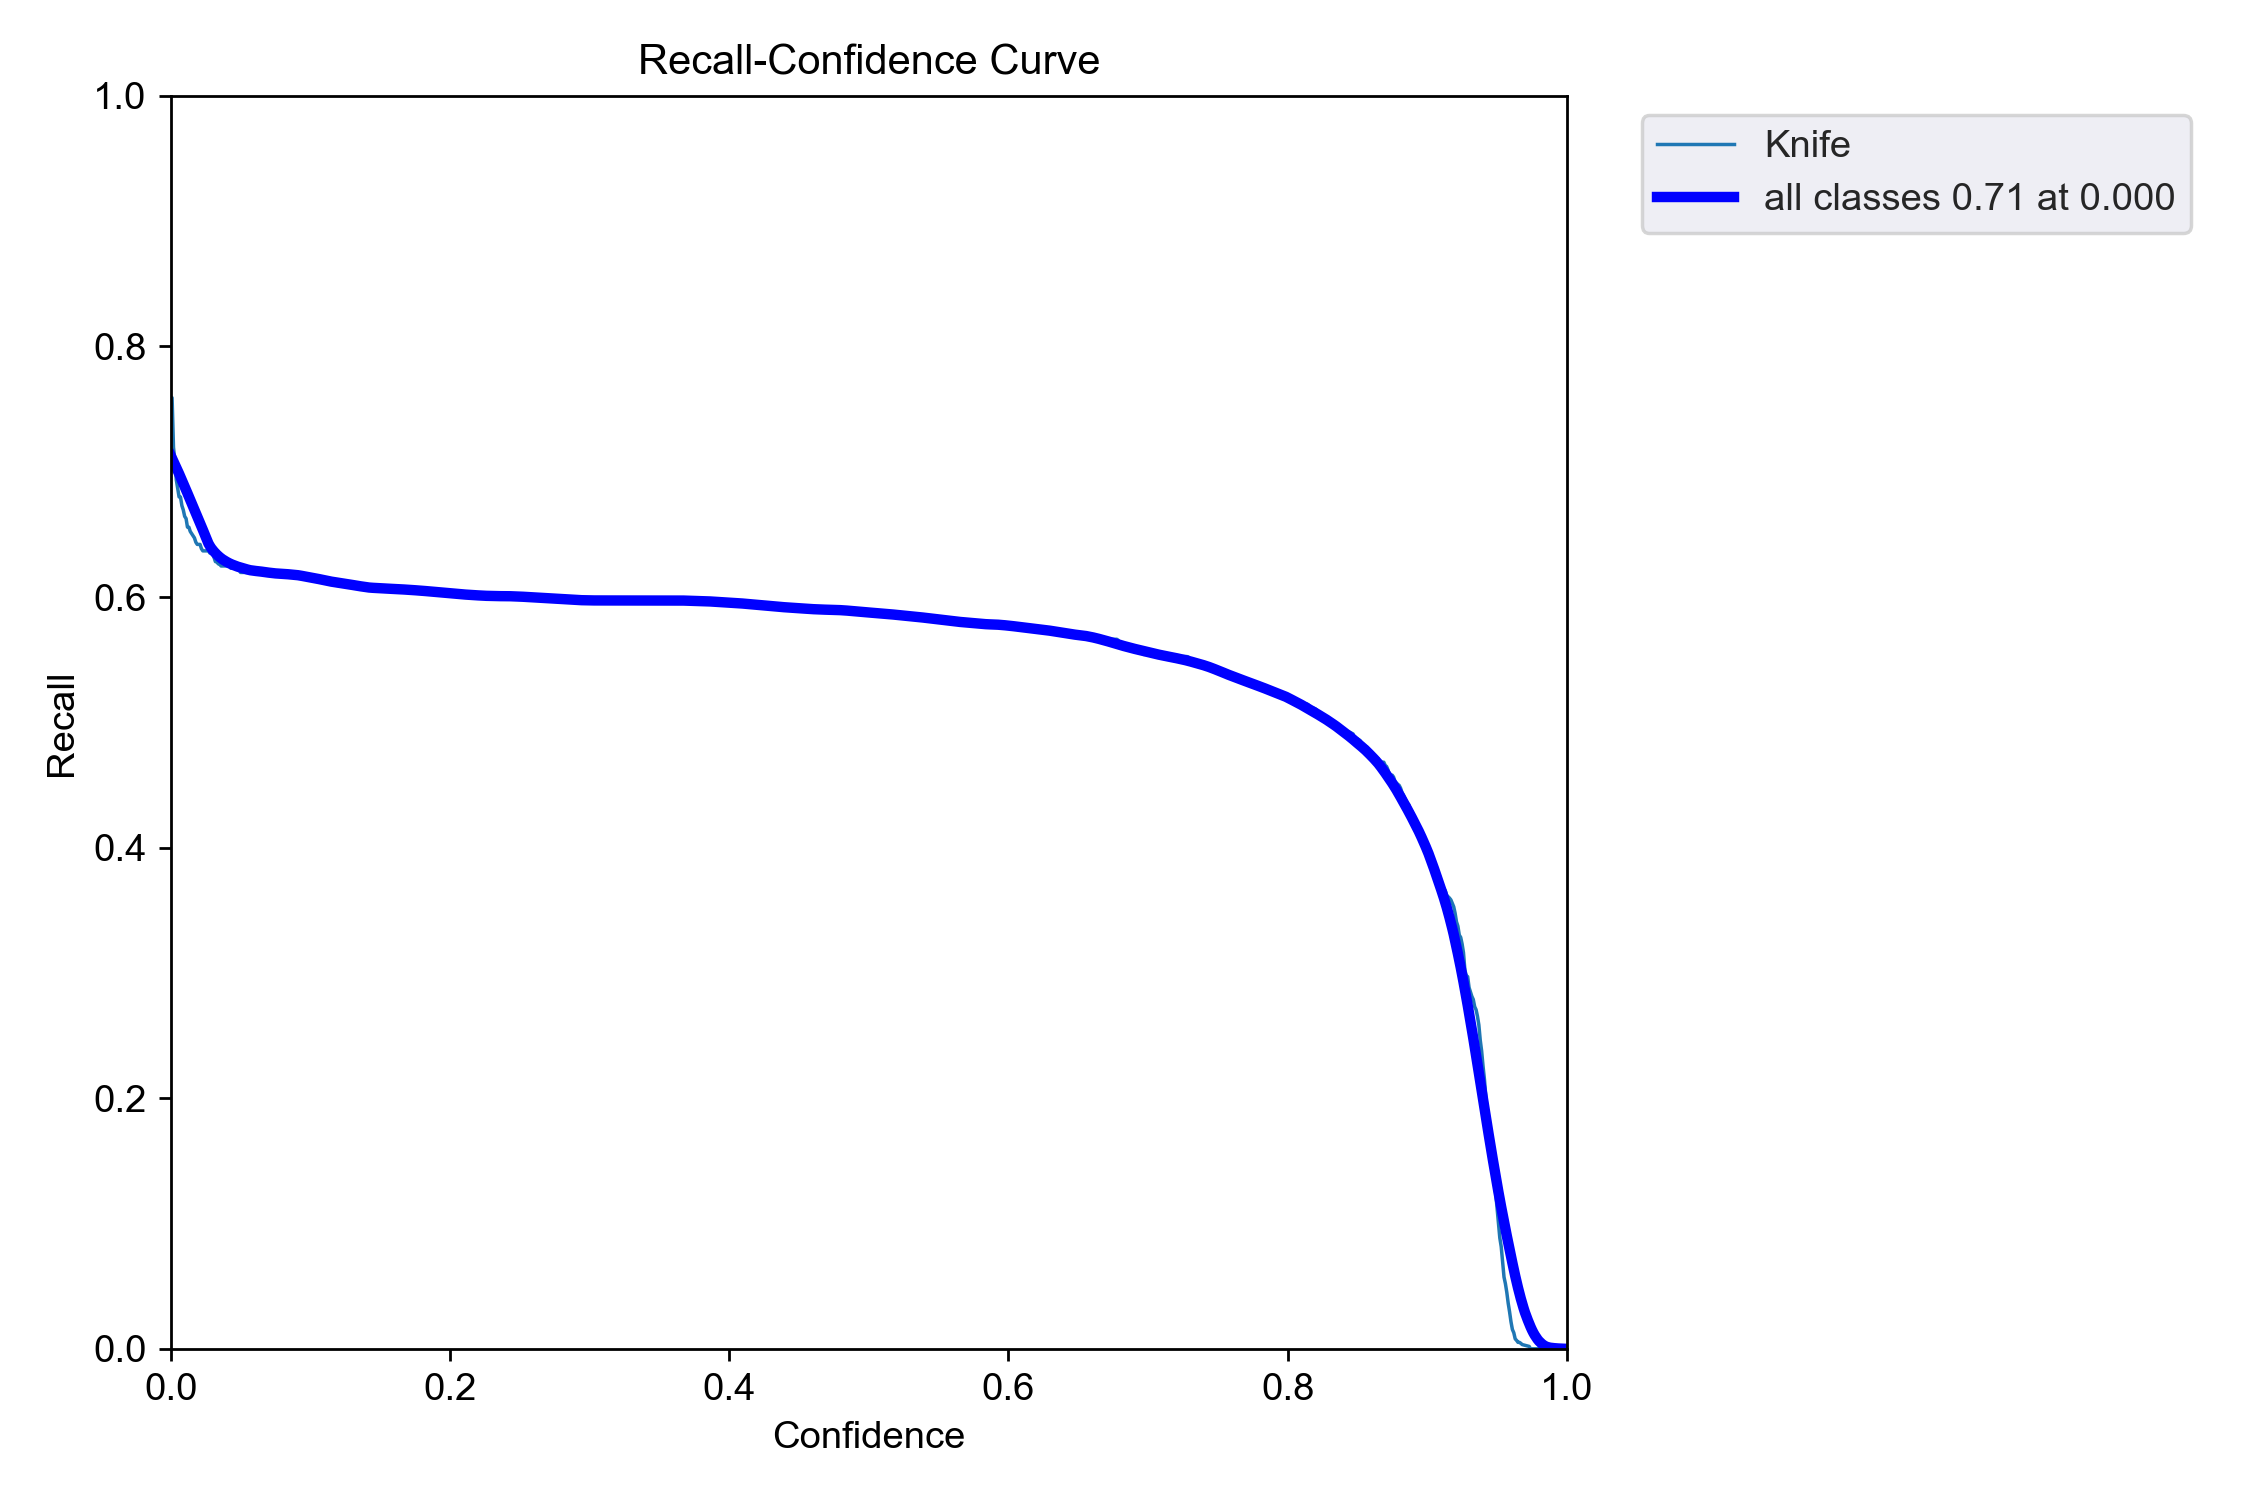 Recall-Confidence Curve
1.0
0.8
0.6
0.4
0.2
0.0
Recall
0.0 0.2 0.4 0.6 0.8 1.0
Confidence
Knife
all classes 0.71 at 0.000